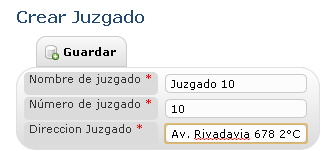 Crear Juzgado
Guardar
Nombre de juzgado * Juzgado 10
Número de juzgado * 10
Direccion Juzgado * Av. Rivadavia 678 2°C